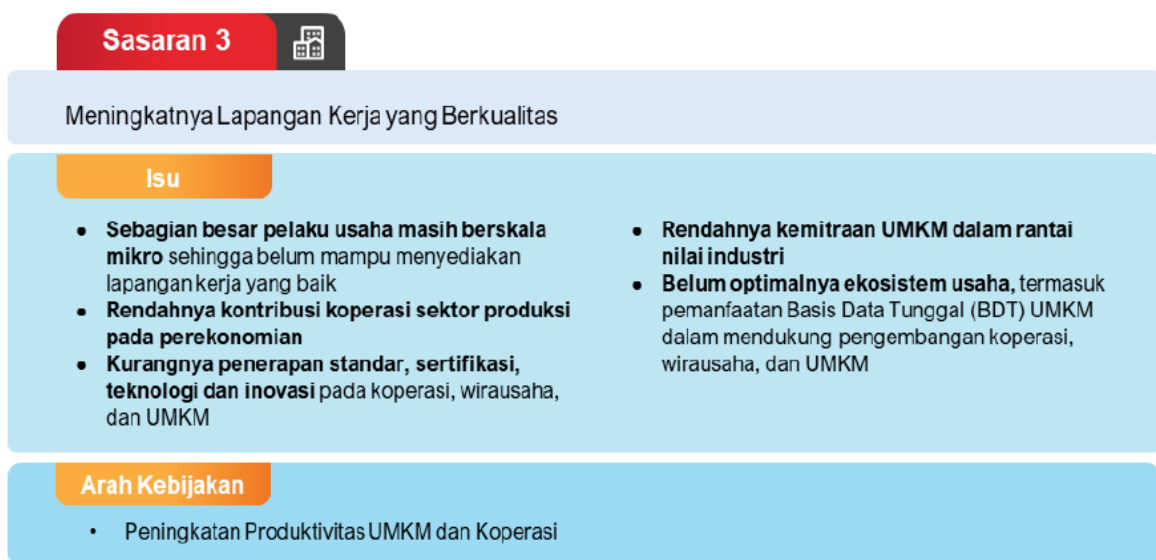 Sasaran 3
Meningkatnya Lapangan Kerja yang Berkualitas
Isu
• Sebagian besar pelaku usaha masih berskala
mikro sehingga belum mampu menyediakan
lapangan kerja yang baik
• Rendahnya kontribusi koperasi sektor produksi
pada perekonomian
• Kurangnya penerapan standar, sertifikasi,
teknologi dan inovasi pada koperasi, wirausaha,
dan UMKM
• Rendahnya kemitraan UMKM dalam rantai
nilai industri
• Belum optimalnya ekosistem usaha, termasuk
pemanfaatan Basis Data Tunggal (BDT) UMKM
dalam mendukung pengembangan koperasi,
wirausaha, dan UMKM
Arah Kebijakan
• Peningkatan Produktivitas UMKM dan Koperasi